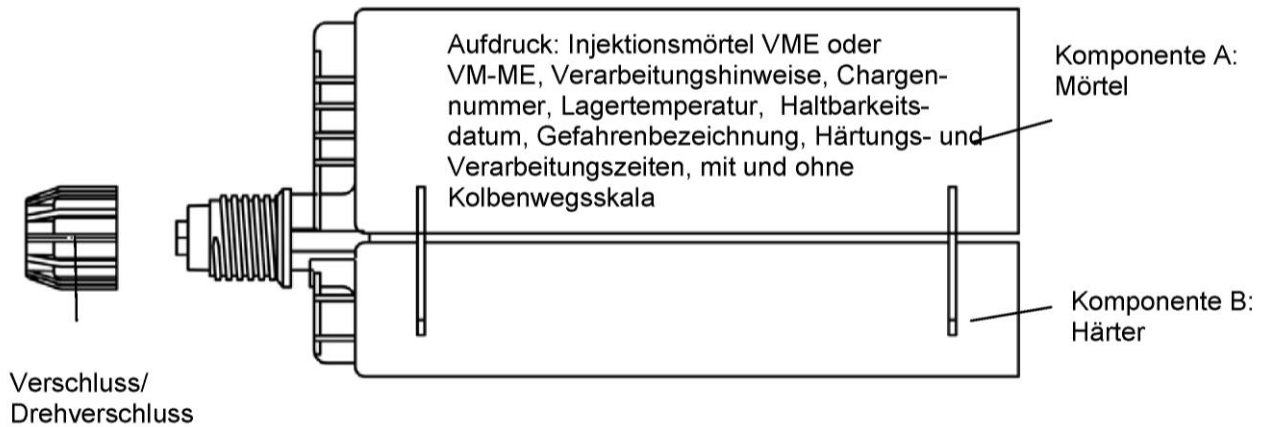 Aufdruck: Injektionsmörtel VME oder
VM-ME, Verarbeitungshinweise, Chargen-
nummer, Lagertemperatur, Haltbarkeits-
datum, Gefahrenbezeichnung, Härtungs- und
Verarbeitungszeiten, mit und ohne
Kolbenwegsskala
Komponente A:
Mörtel
Komponente B:
Härter
Verschluss/
Drehverschluss